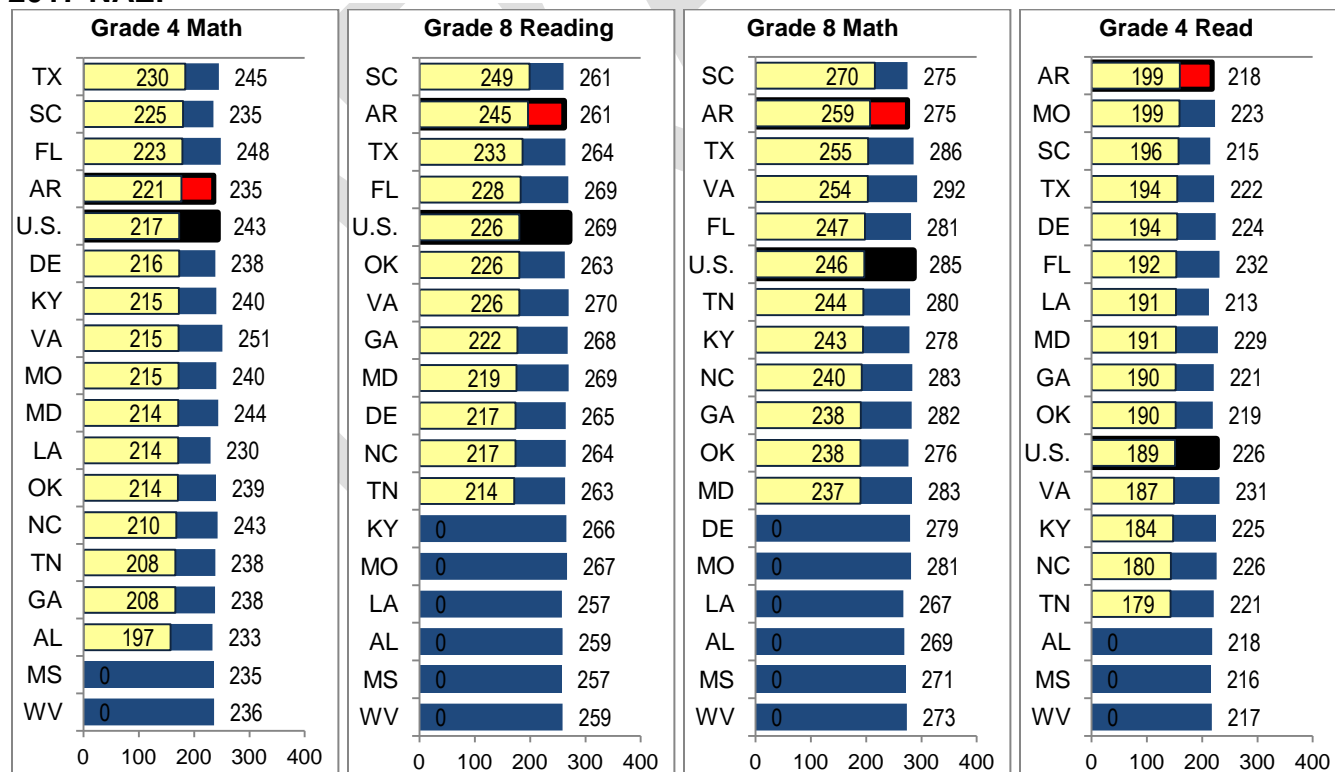 Grade 4 Math
TX 230 245
SC 225 235
FL 223 248
AR 221 235
U.S. 217 243
DE 216 238
KY 215 240
VA 215 251
MO 215 240
MD 214 244
LA 214 230
OK 214 239
NC 210 243
TN 208 238
GA 208 238
AL 197 233
MS 0 235
WV 0 236
0 100 200 300 400
Grade 8 Reading
SC 249 261
AR 245 261
TX 233 264
FL 228 269
U.S. 226 269
OK 226 263
VA 226 270
GA 222 268
MD 219 269
DE 217 265
NC 217 264
TN 214 263
KY 0 266
MO 0 267
LA 0 257
AL 0 259
MS 0 257
WV 0 259
0 100 200 300 400
Grade 8 Math
SC 270 275
AR 259 275
TX 255 286
VA 254 292
FL 247 281
U.S. 246 285
TN 244 280
KY 243 278
NC 240 283
GA 238 282
OK 238 276
MD 237 283
DE 0 279
MO 0 281
LA 0 267
AL 0 269
MS 0 271
WV 0 273
0 100 200 300 400
Grade 4 Read
AR 199 218
MO 199 223
SC 196 215
TX 194 222
DE 194 224
FL 192 232
LA 191 213
MD 191 229
GA 190 221
OK 190 219
U.S. 189 226
VA 187 231
KY 184 225
NC 180 226
TN 179 221
AL 0 218
MS 0 216
WV 0 217
0 100 200 300 400